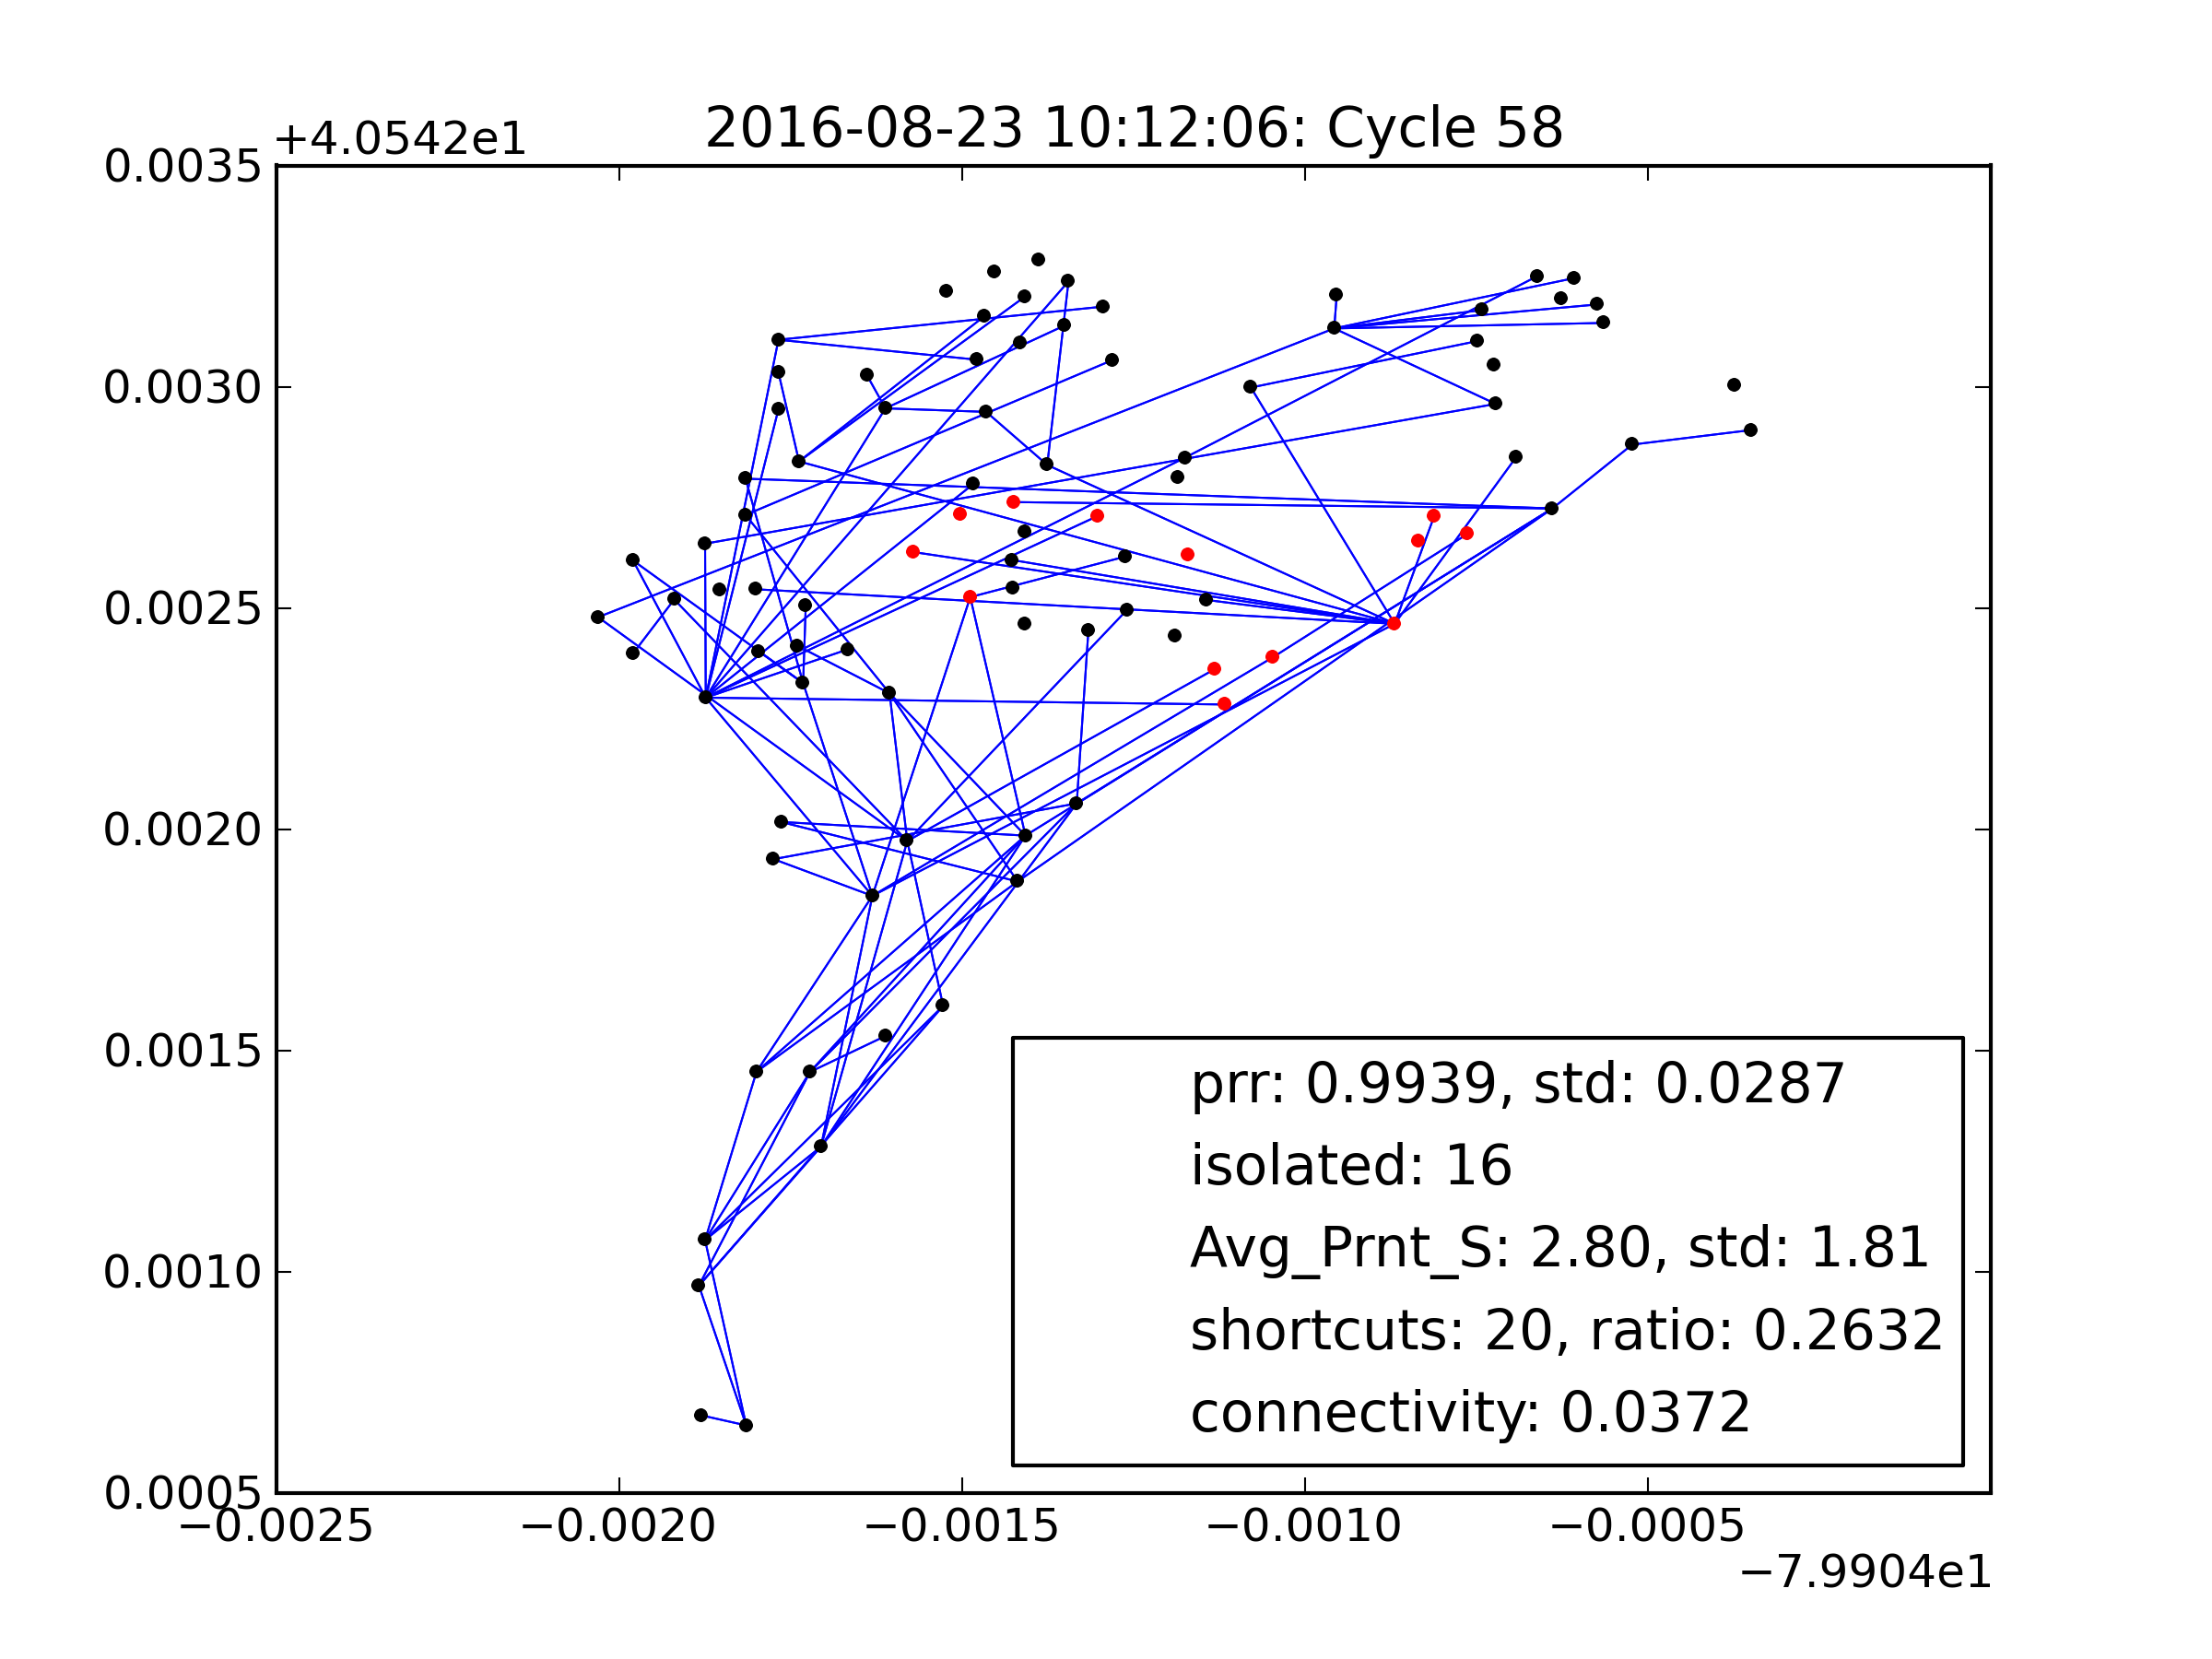 2016-08-23 10:12:06: Cycle 58
+4.0542e1
0.0035
0.0030
0.0025
0.0020
0.0015
0.0010
0.0005
prr: 0.9939, std: 0.0287
isolated: 16
Avg_Prnt_S: 2.80, std: 1.81
shortcuts: 20, ratio: 0.2632
connectivity: 0.0372
−0.0025 −0.0020 −0.0015 −0.0010 −0.0005
−7.9904e1